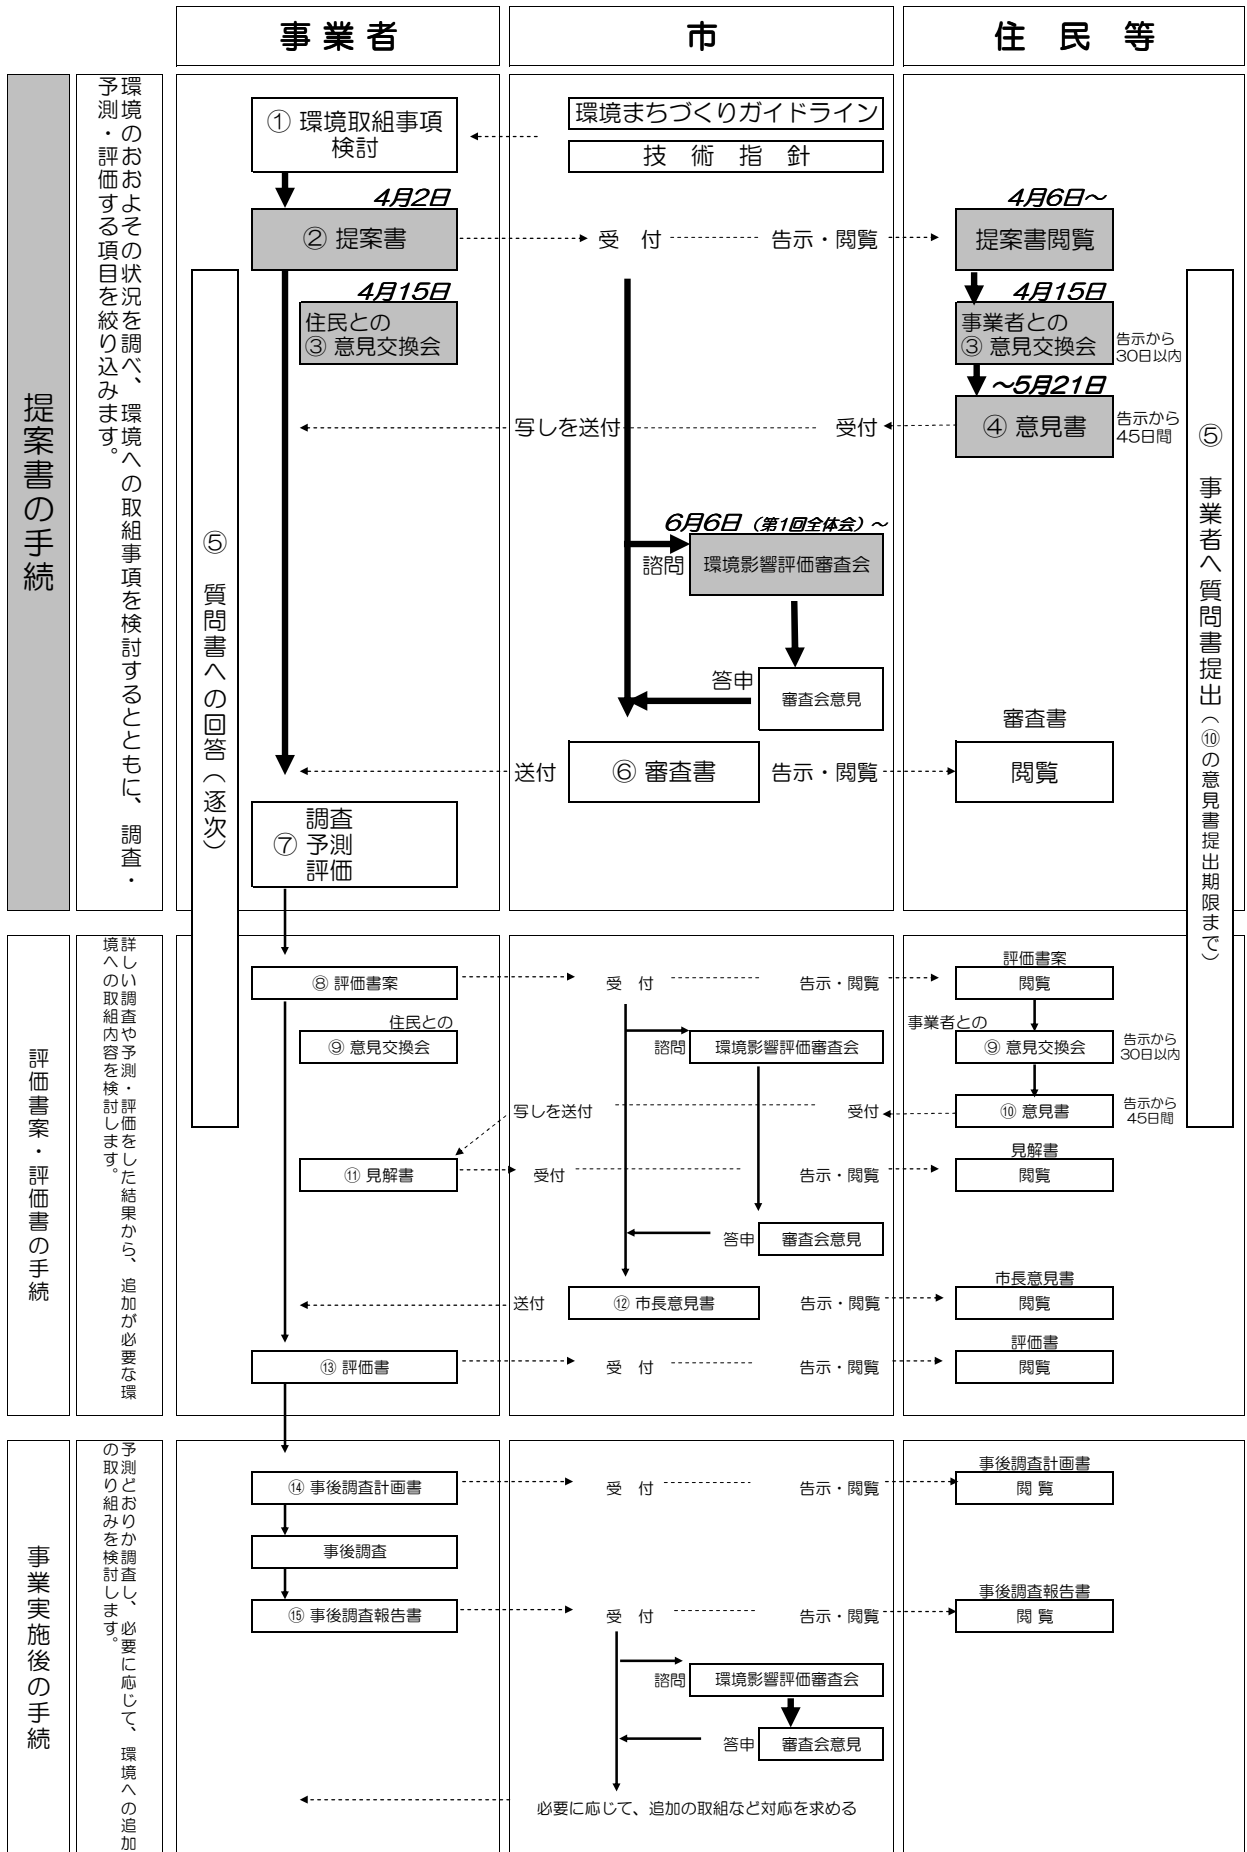 事業者
市
住民等
提案書の手続
環境のおおよその状況を調べ、環境への取組事項を検討するとともに、調査・
予測・評価する項目を絞り込みます。
① 環境取組事項
検討
環境まちづくりガイドライン
技術指針
4月2日
② 提案書
受付
告示・閲覧
4月6日～
提案書閲覧
4月15日
住民との
③ 意見交換会
4月15日
事業者との
③ 意見交換会
告示から
30日以内
～5月21日
④ 意見書
告示から
45日間
受付
写しを送付
⑤ 質問書への回答（逐次）
⑤ 事業者へ質問書提出（⑩の意見書提出期限まで）
6月6日（第1回全体会）～
諮問
環境影響評価審査会
答申
審査会意見
送付
⑥ 審査書
告示・閲覧
審査書
閲覧
⑦
調査
予測
評価
評価書案・評価書の手続
詳しい調査や予測・評価をした結果から、追加が必要な環
境への取組内容を検討します。
⑧ 評価書案
受付
告示・閲覧
評価書案
閲覧
住民との
⑨ 意見交換会
諮問
環境影響評価審査会
事業者との
⑨ 意見交換会
告示から
30日以内
写しを送付
受付
⑩ 意見書
告示から
45日間
⑪ 見解書
受付
告示・閲覧
見解書
閲覧
答申
審査会意見
送付
⑫ 市長意見書
告示・閲覧
市長意見書
閲覧
⑬ 評価書
受付
告示・閲覧
評価書
閲覧
事業実施後の手続
予測どおりか調査し、必要に応じて、環境への追加
の取り組みを検討します。
⑭ 事後調査計画書
受付
告示・閲覧
事後調査計画書
閲覧
事後調査
⑮ 事後調査報告書
受付
告示・閲覧
事後調査報告書
閲覧
諮問
環境影響評価審査会
答申
審査会意見
必要に応じて、追加の取組など対応を求める